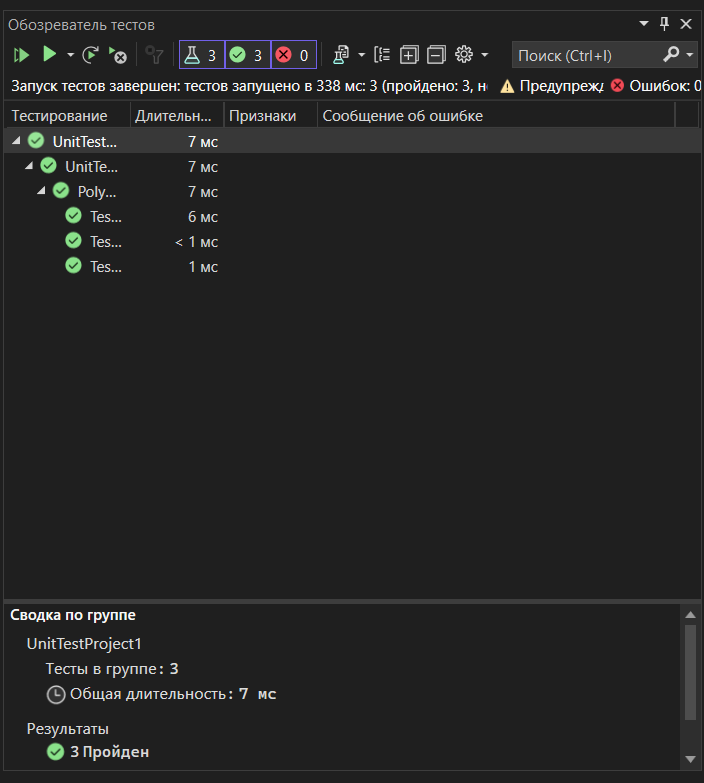 Обозреватель тестов
3 3 0 Поиск (Ctrl+I)
Запуск тестов завершен: тестов запущено в 338 мс: 3 (пройдено: 3, Предупрежд Ошибок: 0
Тестирование Длительн... Признаки Сообщение об ошибке
UnitTest... 7 мс
UnitTe... 7 мс
Poly... 7 мс
Tes... 6 мс
Tes... < 1 мс
Tes... 1 мс
Сводка по группе
UnitTestProject1
Тесты в группе: 3
Общая длительность: 7 мс
Результаты
3 Пройден